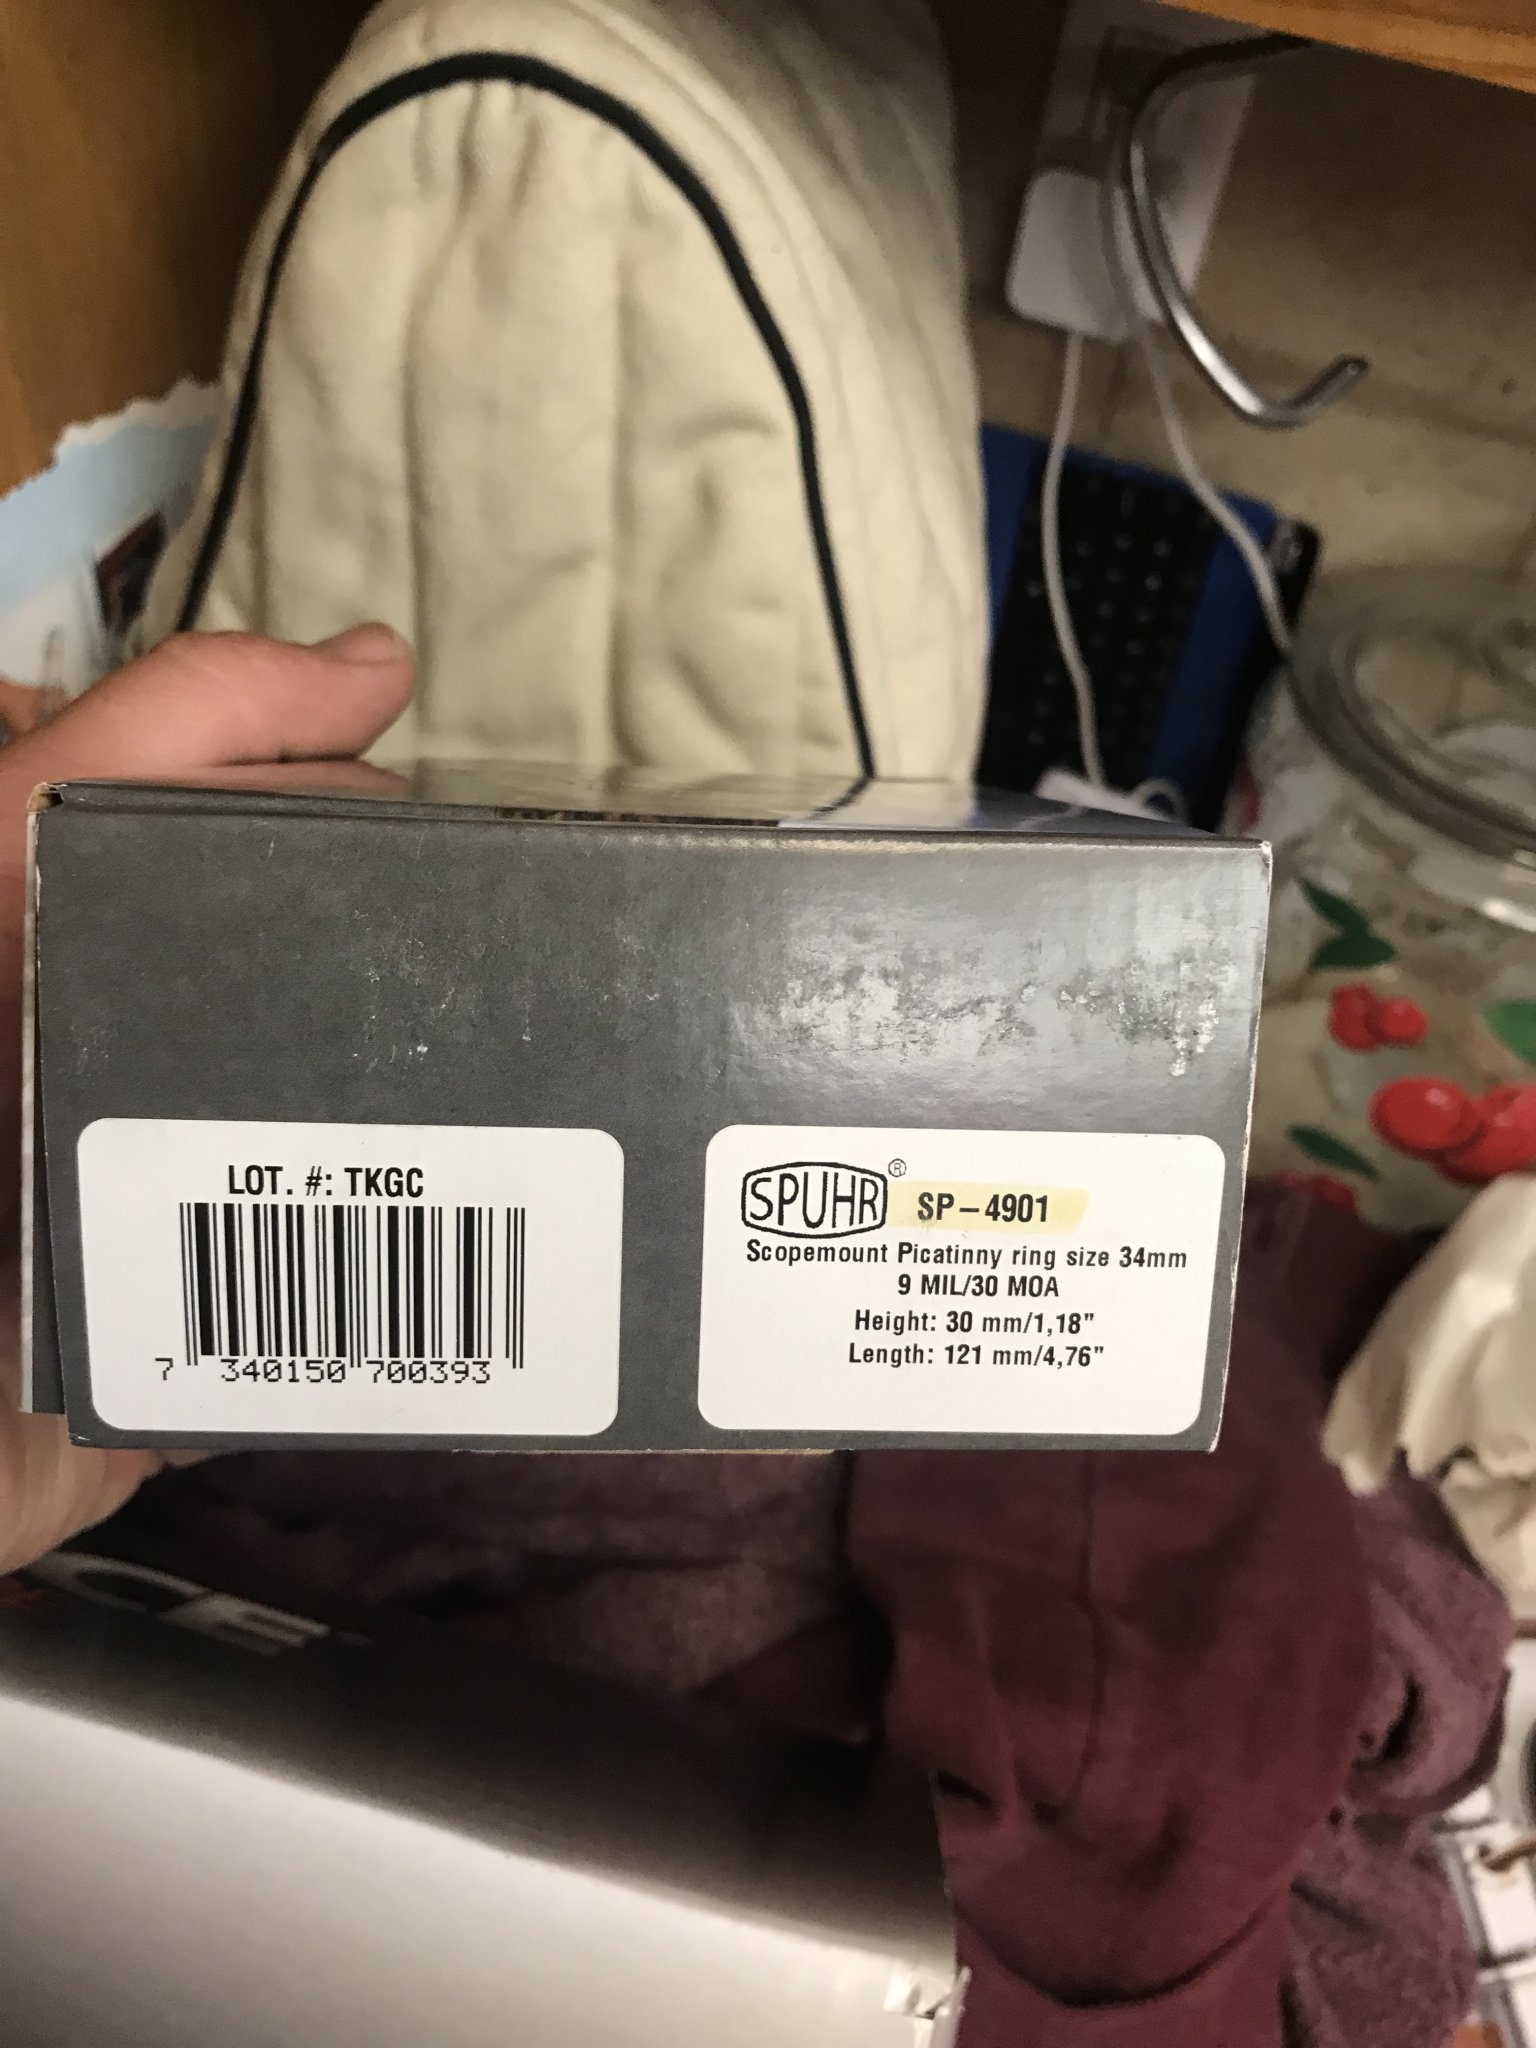 LOT. #: TKGC
7 340150 700393
SPUHR® SP-4901
Scopemount Picatinny ring size 34mm
9 MIL/30 MOA
Height: 30 mm/1,18"
Length: 121 mm/4,76"